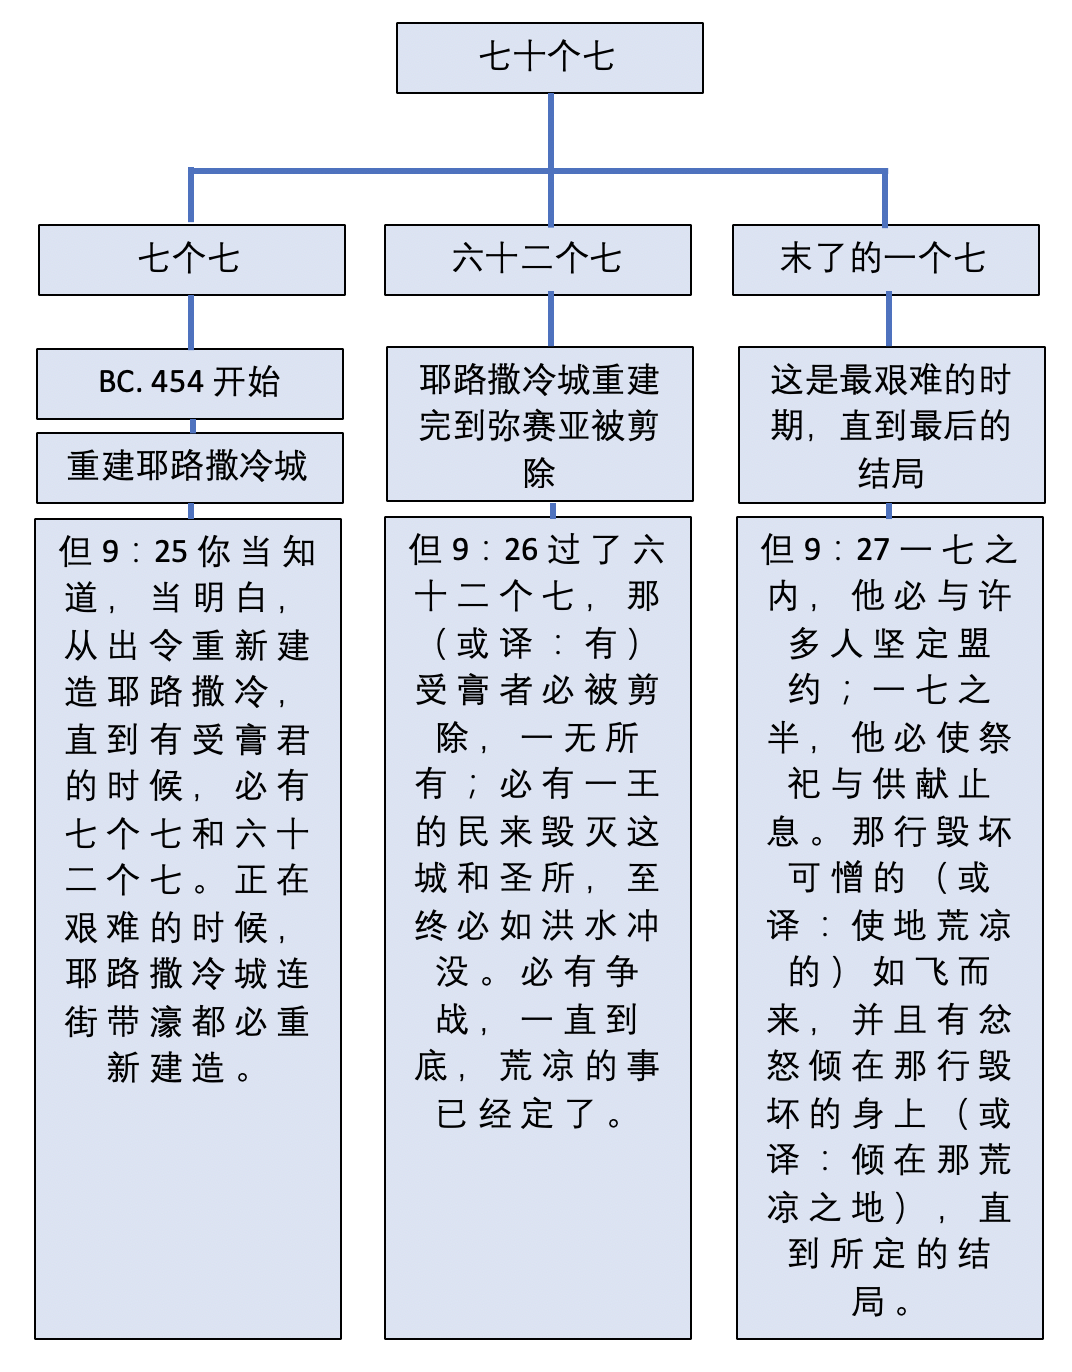 七十个七
七个七
六十二个七
末了的一个七
BC.454开始
重建耶路撒冷城
耶路撒冷城重建
完到弥赛亚被剪
除
这是最艰难的时
期，直到最后的
结局
但9：25你当知
道，当明白，
从出令重新建
造耶路撒冷，
直到有受膏君
的时候，必有
七个七和六十
二个七。正在
艰难的时候，
耶路撒冷城连
街带濠都必重
新建造。
但9：26过了六
十二个七，那
（或译：有）
受膏者必被剪
除，一无所
有；必有一王
的民来毁灭这
城和圣所，至
终必如洪水冲
没。必有争
战，一直到
底，荒凉的事
已经定了。
但9：27一七之
内，他必与许
多人坚定盟
约；一七之
半，他必使祭
祀与供献止
息。那行毁坏
可憎的（或
译：使地荒凉
的）如飞而
来，并且有忿
怒倾在那行毁
坏的身上（或
译：倾在那荒
凉之地），直
到所定的结
局。